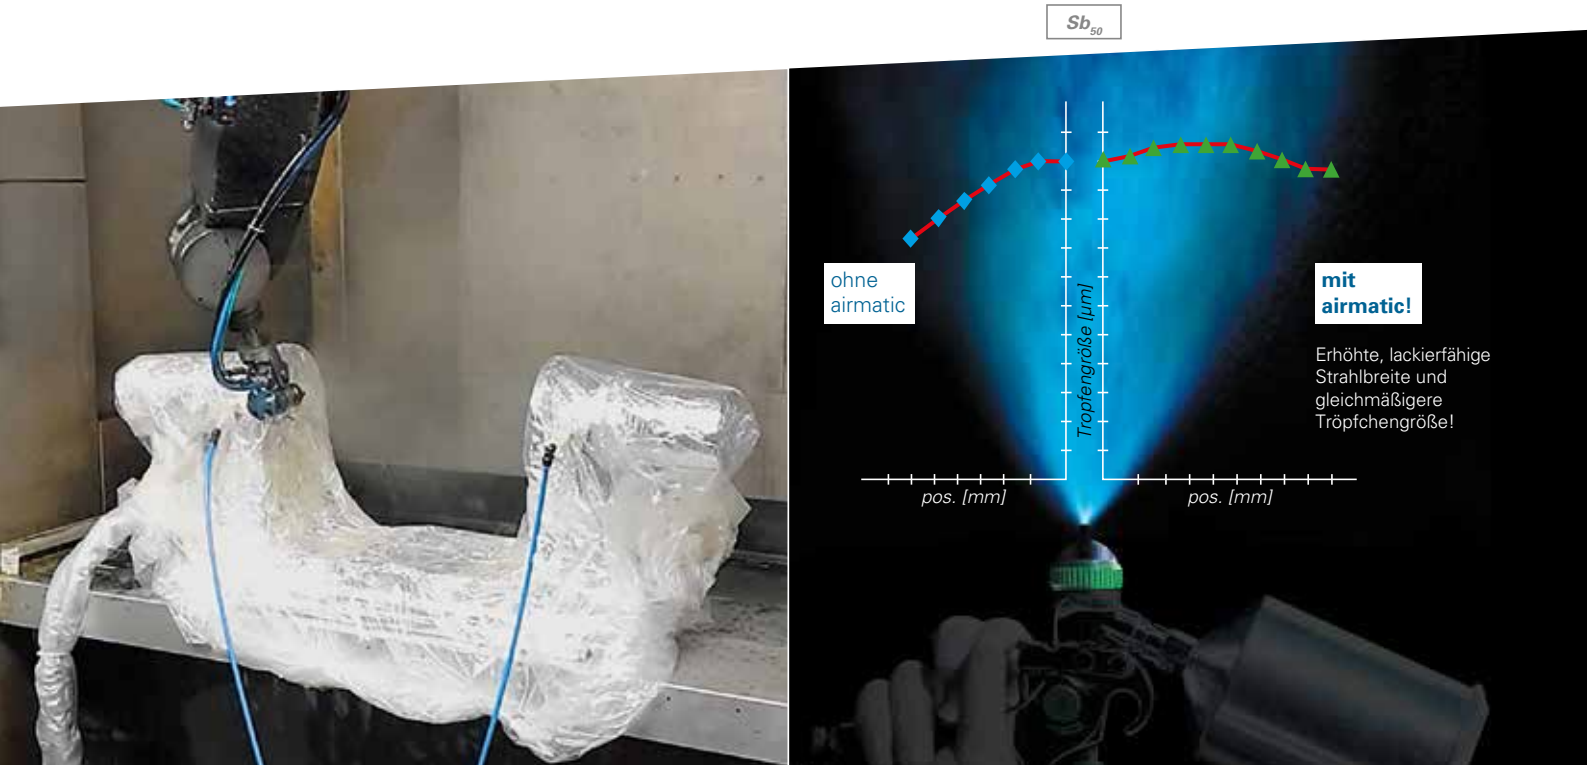 Sb50
ohne
airmatic
Tropfengröße [µm]
mit
airmatic!
Erhöhte, lackierfähige
Strahlbreite und
gleichmäßigere
Tröpfchengröße!
pos. [mm]
pos. [mm]